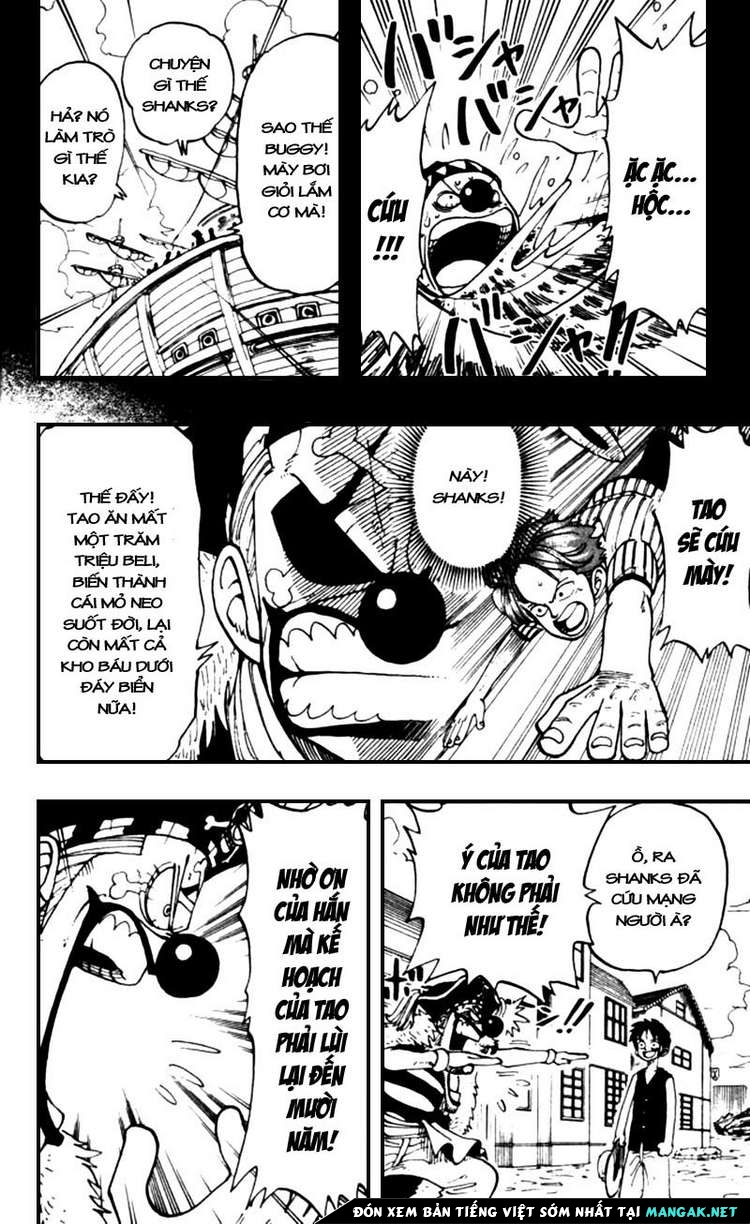 バシャ
バシャ
ẶC ẶC...
HỘC...
CỨU
!!!
バシャ
バシャ
SAO THẾ
BUGGY!
MÀY BƠI
GIỎI LẮM
CƠ MÀ!
CHUYỆN
GÌ THẾ
SHANKS?
HẢ? NÓ
LÀM TRÒ
GÌ THẾ
KIA?
TAO
SẼ CỨU
MÀY!
NÀY!
SHANKS!
THẾ ĐẤY!
TAO ĂN MẤT
MỘT TRĂM
TRIỆU BELI,
BIẾN THÀNH
CÁI MỎ NEO
SUỐT ĐỜI, LẠI
CÒN MẤT CẢ
KHO BÁU DƯỚI
ĐÁY BIỂN
NỮA!
Ồ, RA
SHANKS ĐÃ
CỨU MẠNG
NGƯƠI À?
Ý CỦA TAO
KHÔNG PHẢI
NHƯ THẾ!
!!
NHỜ ƠN
CỦA HẮN
MÀ KẾ
HOẠCH
CỦA TAO
PHẢI LÙI
LẠI ĐẾN
MƯỜI
NĂM!
ĐÓN XEM BẢN TIẾNG VIỆT SỚM NHẤT TẠI MANGAK.NET